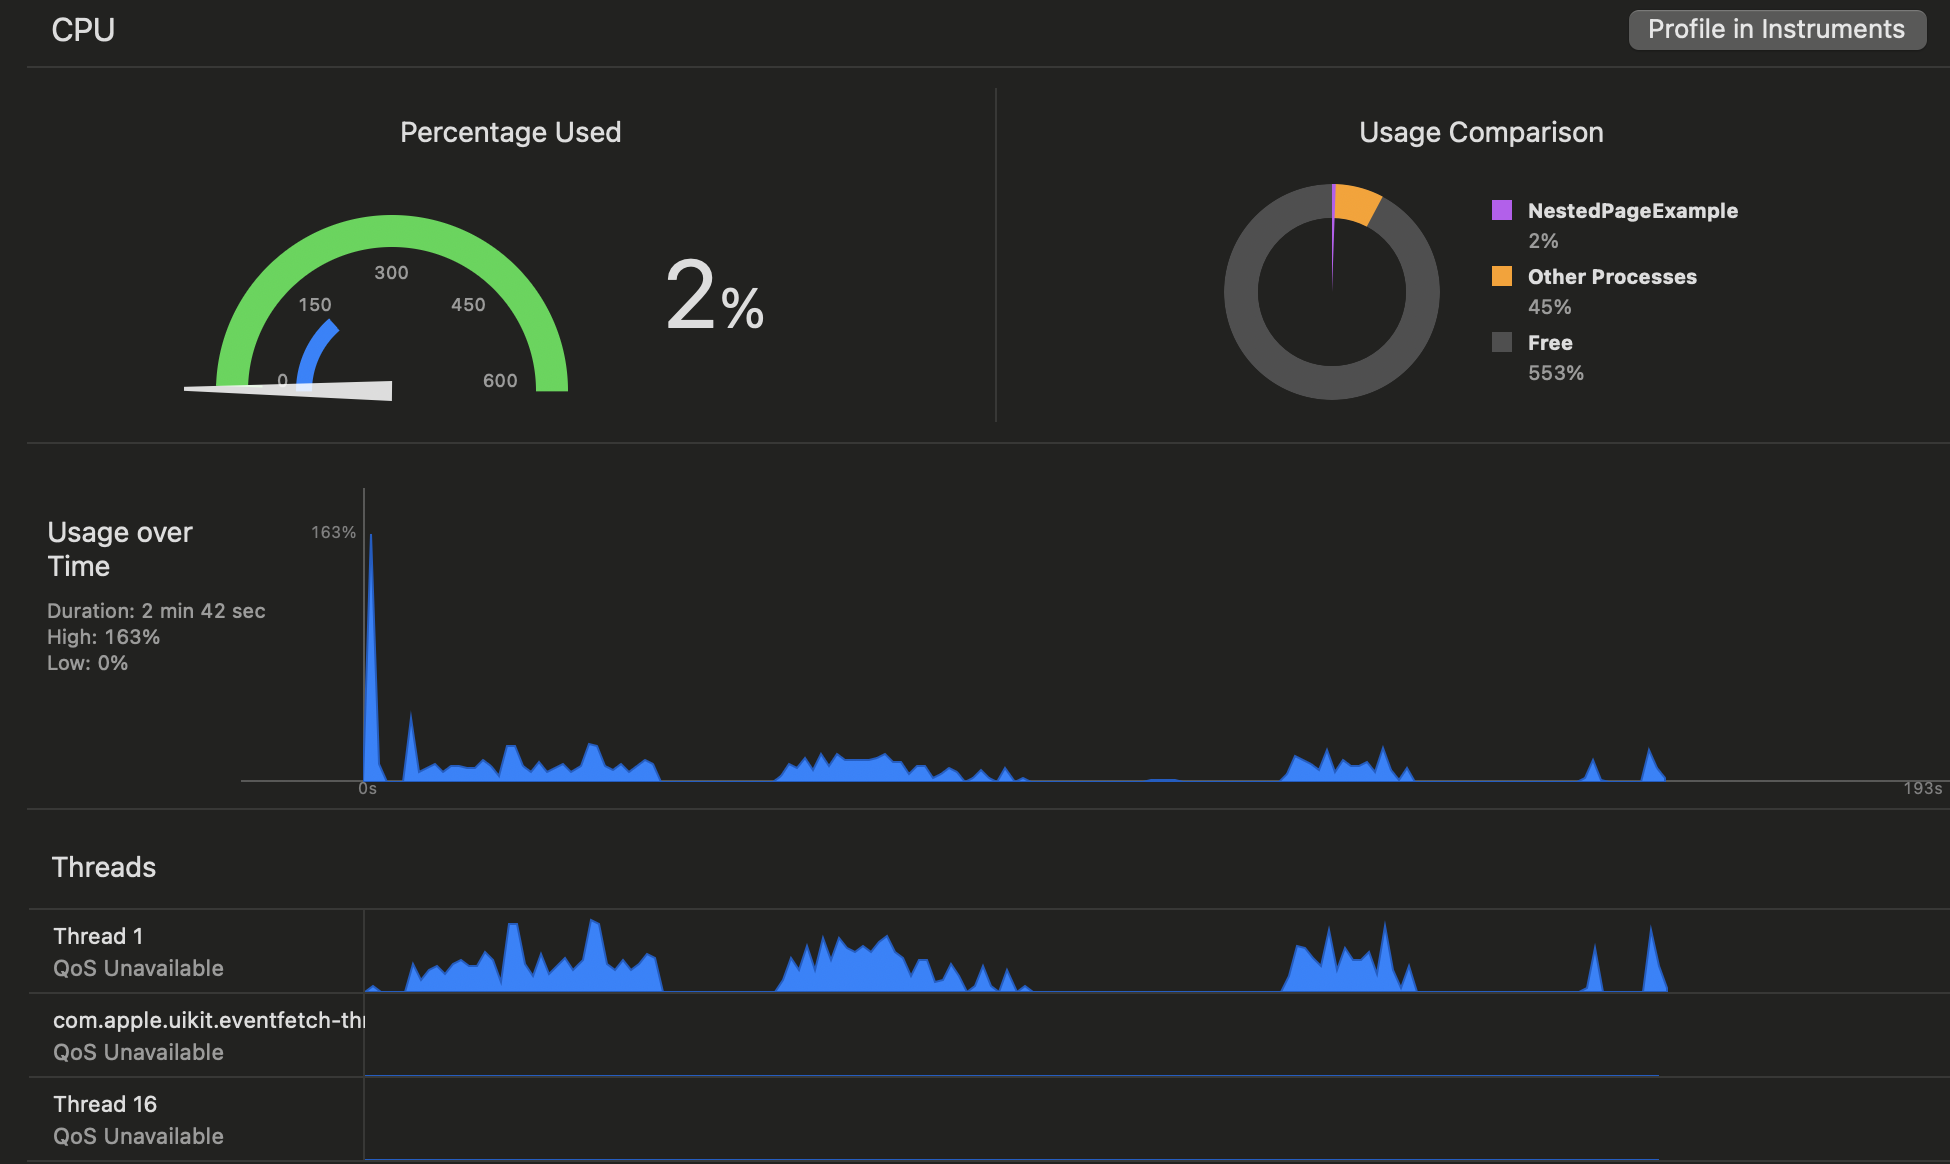 CPU
Profile in Instruments
Percentage Used
0
150
300
450
600
2%
Usage Comparison
NestedPageExample
2%
Other Processes
45%
Free
553%
Usage over
Time
Duration: 2 min 42 sec
High: 163%
Low: 0%
163%
0s
193s
Threads
Thread 1
QoS Unavailable
com.apple.uikit.eventfetch-thr
QoS Unavailable
Thread 16
QoS Unavailable